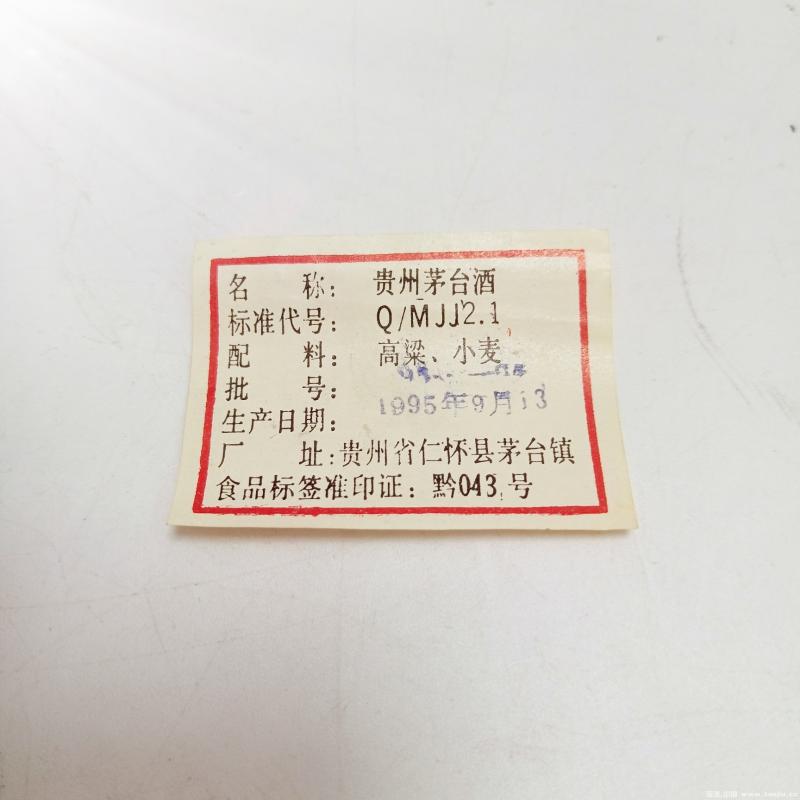 名 称: 贵州茅台酒
标准代号: Q/MJJ2.1
配 料: 高粱、小麦
批 号:
生产日期: 1995年9月13
厂 址:贵州省仁怀县茅台镇
食品标签准印证: 黔043号